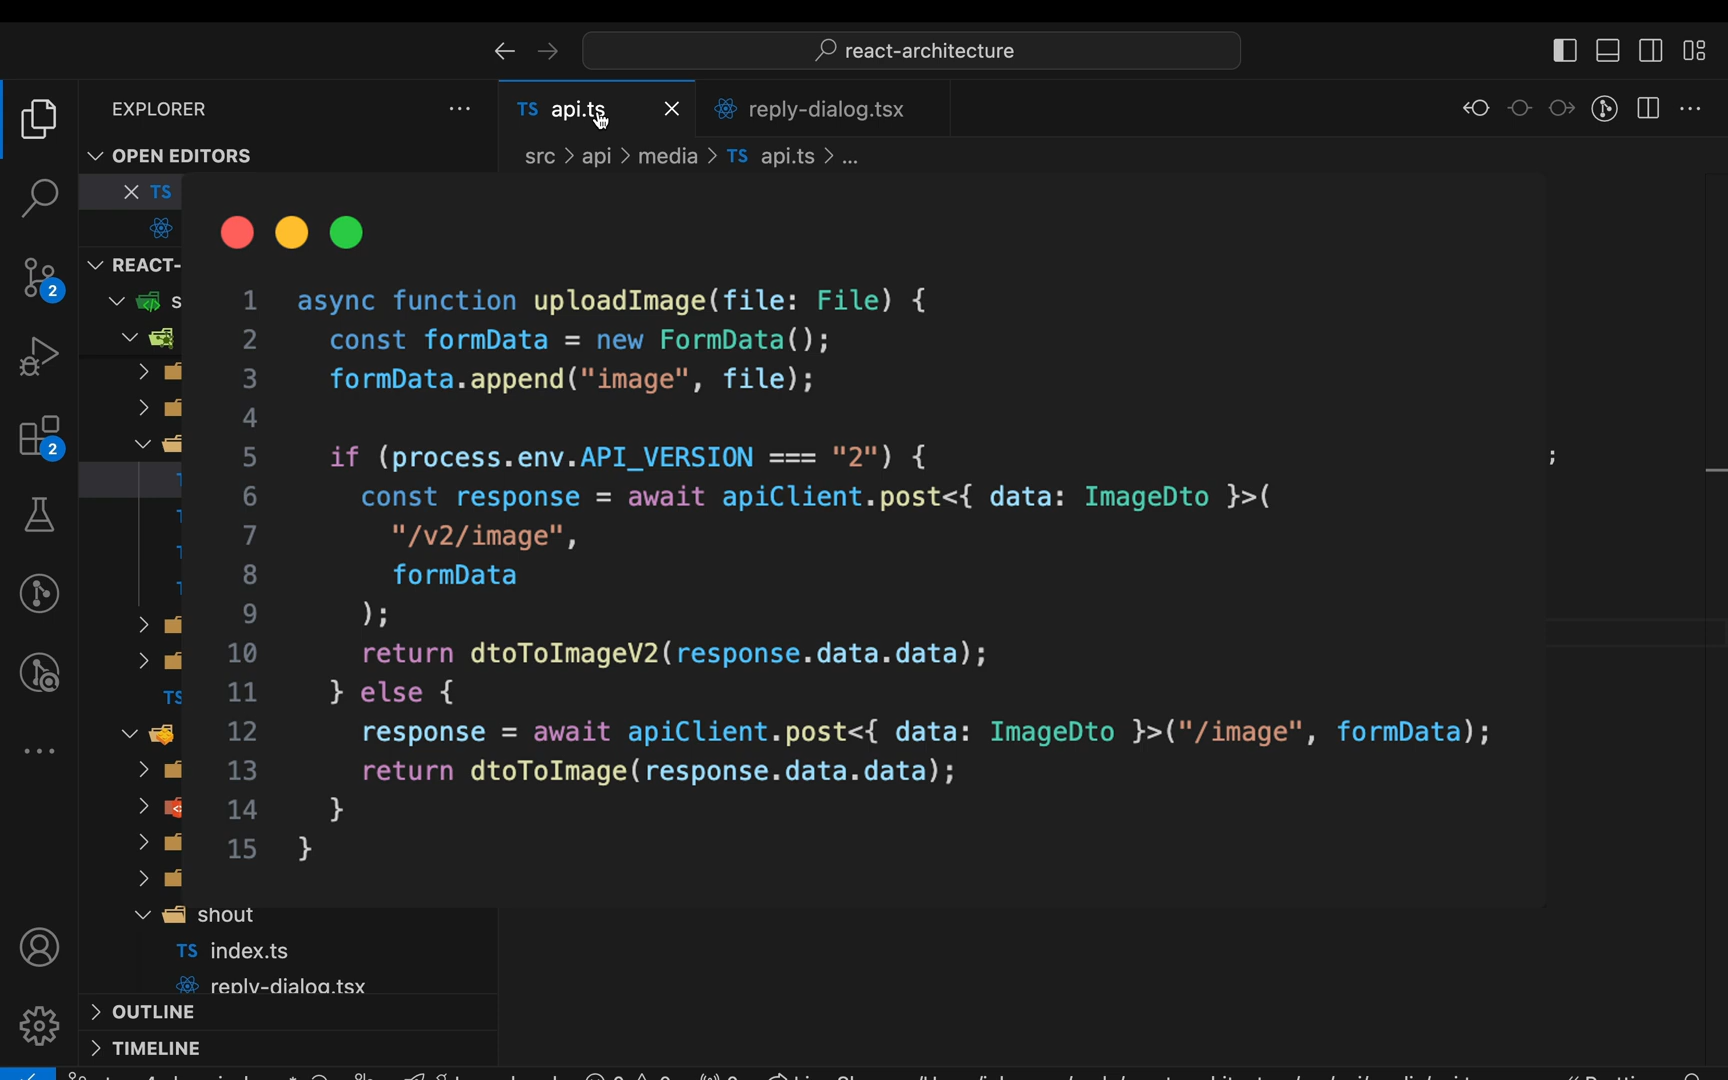 react-architecture
EXPLORER
TS api.ts
reply-dialog.tsx
OPEN EDITORS
src > api > media > TS api.ts > ...
TS
REACT-
s
2
1 async function uploadImage(file: File) {
2 const formData = new FormData();
3 formData.append("image", file);
4
5 if (process.env.API_VERSION === "2") {
;
6 const response = await apiClient.post<{ data: ImageDto }>(
7 "/v2/image",
8 formData
9 );
10 return dtoToImageV2(response.data.data);
11 } else {
12 response = await apiClient.post<{ data: ImageDto }>("/image", formData);
13 return dtoToImage(response.data.data);
14 }
15 }
2
TS
shout
TS index.ts
reply-dialog.tsx
OUTLINE
TIMELINE